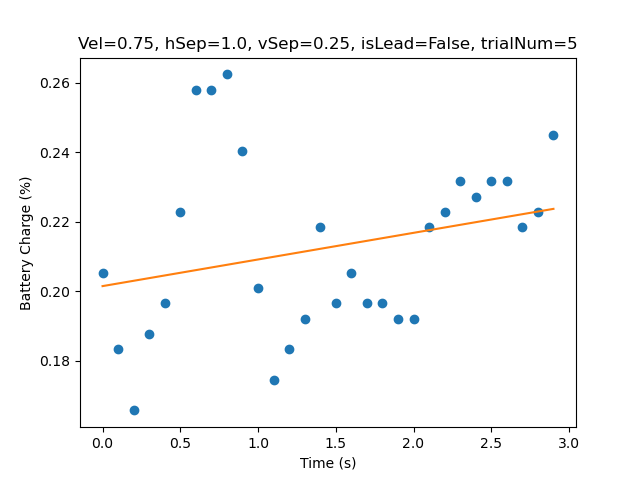 Vel=0.75, hSep=1.0, vSep=0.25, isLead=False, trialNum=5
0.26
0.24
0.22
0.20
0.18
Battery Charge (%)
0.0 0.5 1.0 1.5 2.0 2.5 3.0
Time (s)